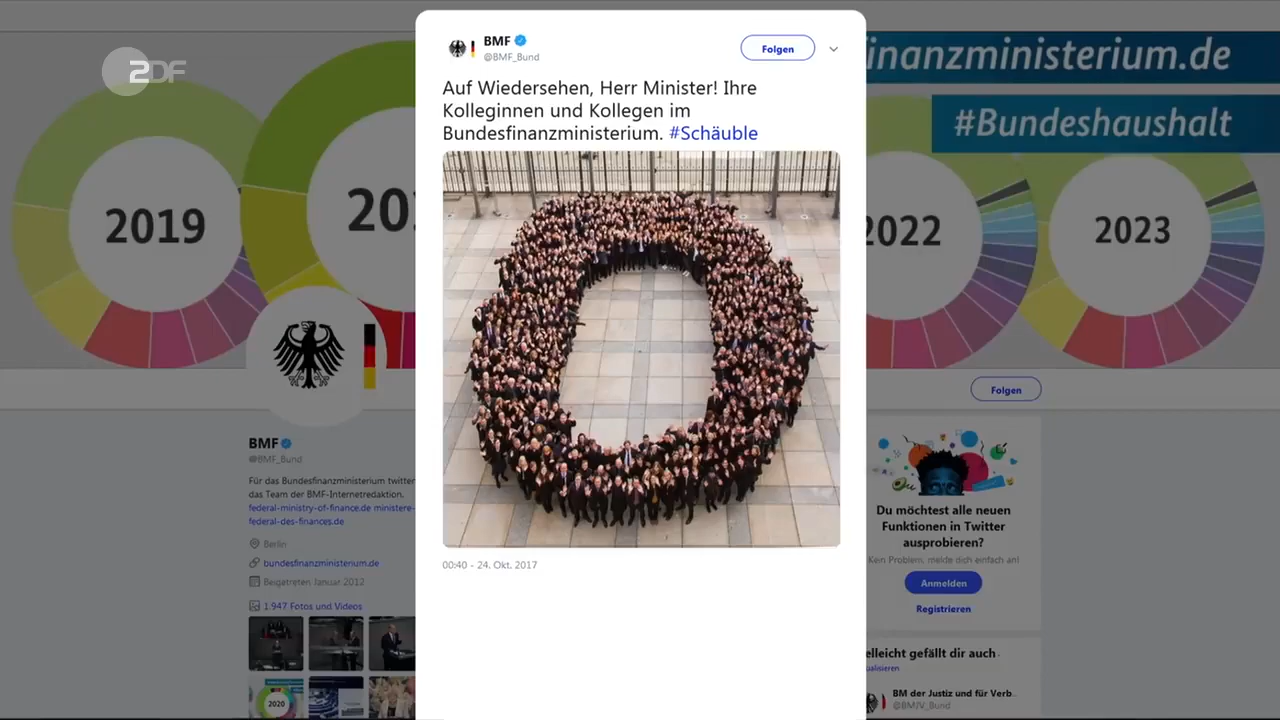 ZDF
BMF
@BMF_Bund
Folgen
Auf Wiedersehen, Herr Minister! Ihre
Kolleginnen und Kollegen im
Bundesfinanzministerium. #Schäuble
00:40 - 24. Okt. 2017
inanzministerium.de
#Bundeshaushalt
2019
2022
2023
BMF
@BMF_Bund
Für das Bundesfinanzministerium twitter
das Team der BMF-Internetredaktion.
federal-ministry-of-finance.de ministere-
federal-des-finances.de
Berlin
bundesfinanzministerium.de
Beigetreten Januar 2012
1.947 Fotos und Videos
2020
Folgen
Du möchtest alle neuen
Funktionen in Twitter
ausprobieren?
Kein Problem, melde dich einfach an!
Anmelden
Registrieren
elleicht gefällt dir auch
ualisieren
BM der Justiz und für Verb
@BMJV_Bund